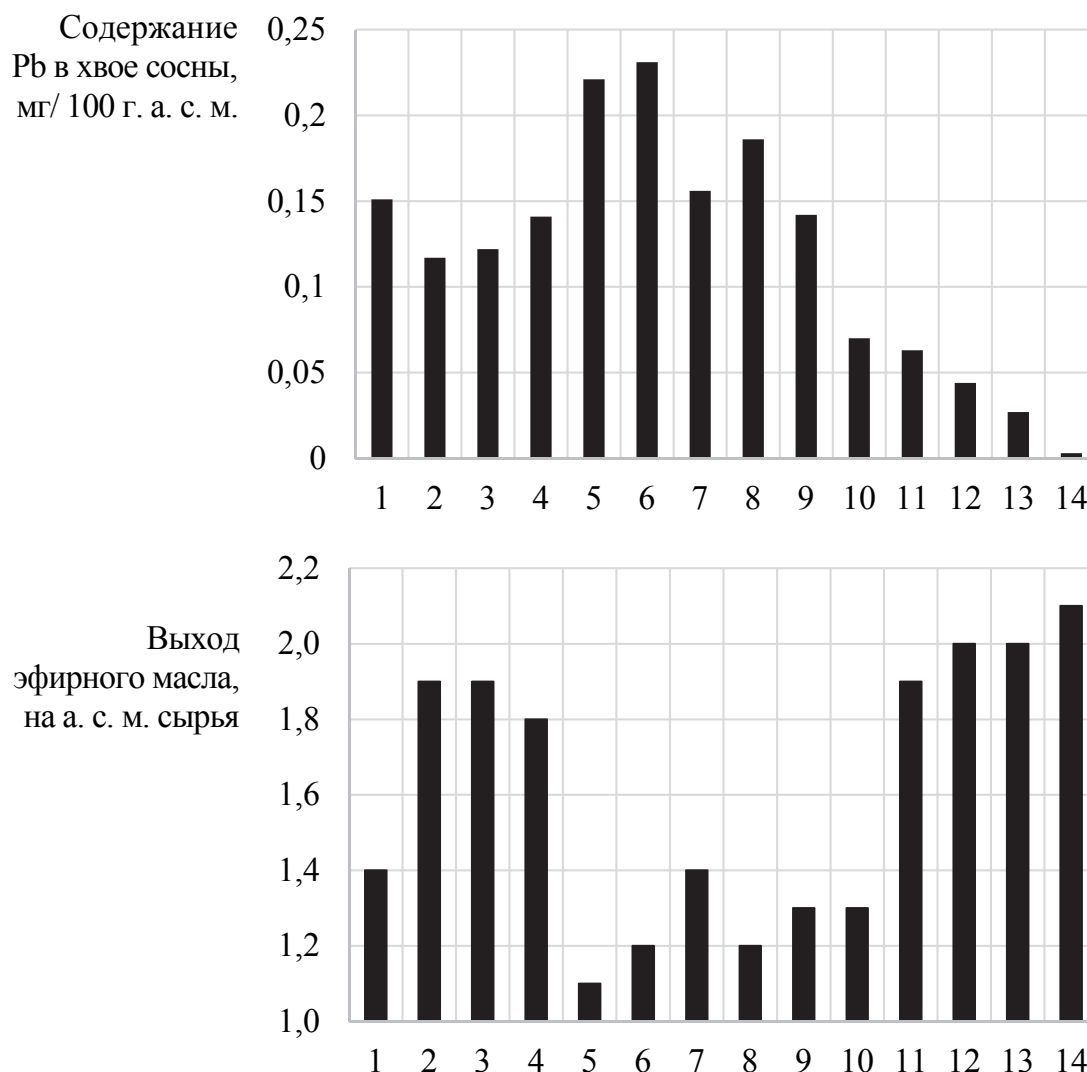 Содержание
Pb в хвое сосны,
мг/ 100 г. а. с. м.
0,25
0,2
0,15
0,1
0,05
0
1 2 3 4 5 6 7 8 9 10 11 12 13 14
Выход
эфирного масла,
на а. с. м. сырья
2,2
2,0
1,8
1,6
1,4
1,2
1,0
1 2 3 4 5 6 7 8 9 10 11 12 13 14